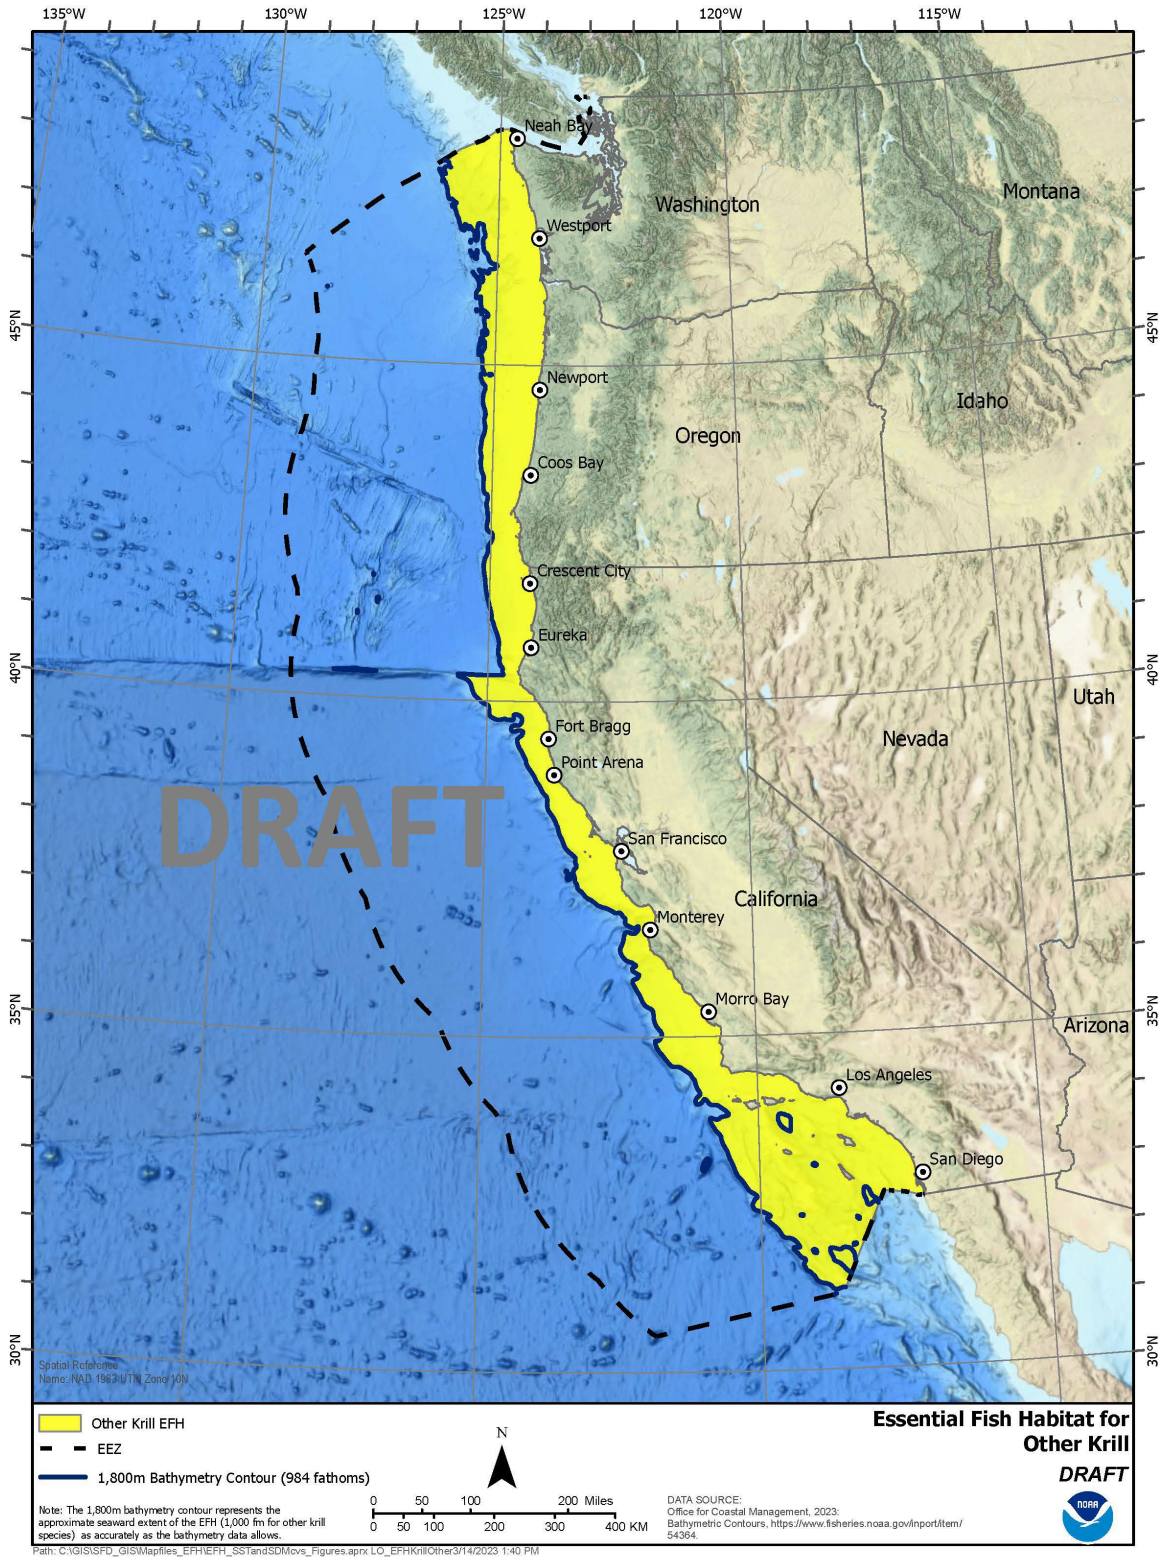 135°W 130°W 125°W 120°W 115°W
Neah Bay
Montana
Washington
Westport
45°N 45°N
Newport
Idaho
Oregon
Coos Bay
Crescent City
Eureka
40°N 40°N
Utah
Fort Bragg
Nevada
Point Arena
DRAFT
San Francisco
California
Monterey
Morro Bay
35°N 35°N
Arizona
Los Angeles
San Diego
30°N 30°N
Spatial Reference
Name: NAD 1983 UTM Zone 10N
Other Krill EFH
EEZ
1,800m Bathymetry Contour (984 fathoms)
Note: The 1,800m bathymetry contour represents the
approximate seaward extent of the EFH (1,000 fm for other krill
species) as accurately as the bathymetry data allows.
N
0 50 100 200 Miles
0 50 100 200 300 400 KM
Essential Fish Habitat for
Other Krill
DRAFT
DATA SOURCE:
Office for Coastal Management, 2023:
Bathymetric Contours, https://www.fisheries.noaa.gov/inport/item/
54364.
NOAA
Path: C:\GIS\SFD_GIS\Mapfiles_EFH\EFH_SSTandSDMcvs_Figures.aprx LO_EFHKrillOther3/14/2023 1:40 PM